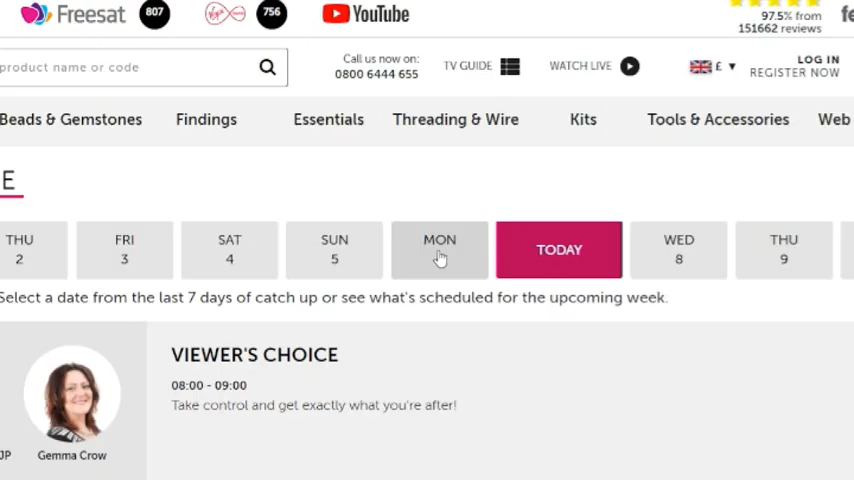 Freesat 807 Virgin media 756 YouTube
97.5% from
151662 reviews
fe
product name or code
Call us now on:
0800 6444 655
TV GUIDE
WATCH LIVE
£
LOG IN
REGISTER NOW
Beads & Gemstones Findings Essentials Threading & Wire Kits Tools & Accessories Web
E
THU
2
FRI
3
SAT
4
SUN
5
MON
TODAY
WED
8
THU
9
Select a date from the last 7 days of catch up or see what's scheduled for the upcoming week.
VIEWER'S CHOICE
08:00 - 09:00
Take control and get exactly what you're after!
JP
Gemma Crow